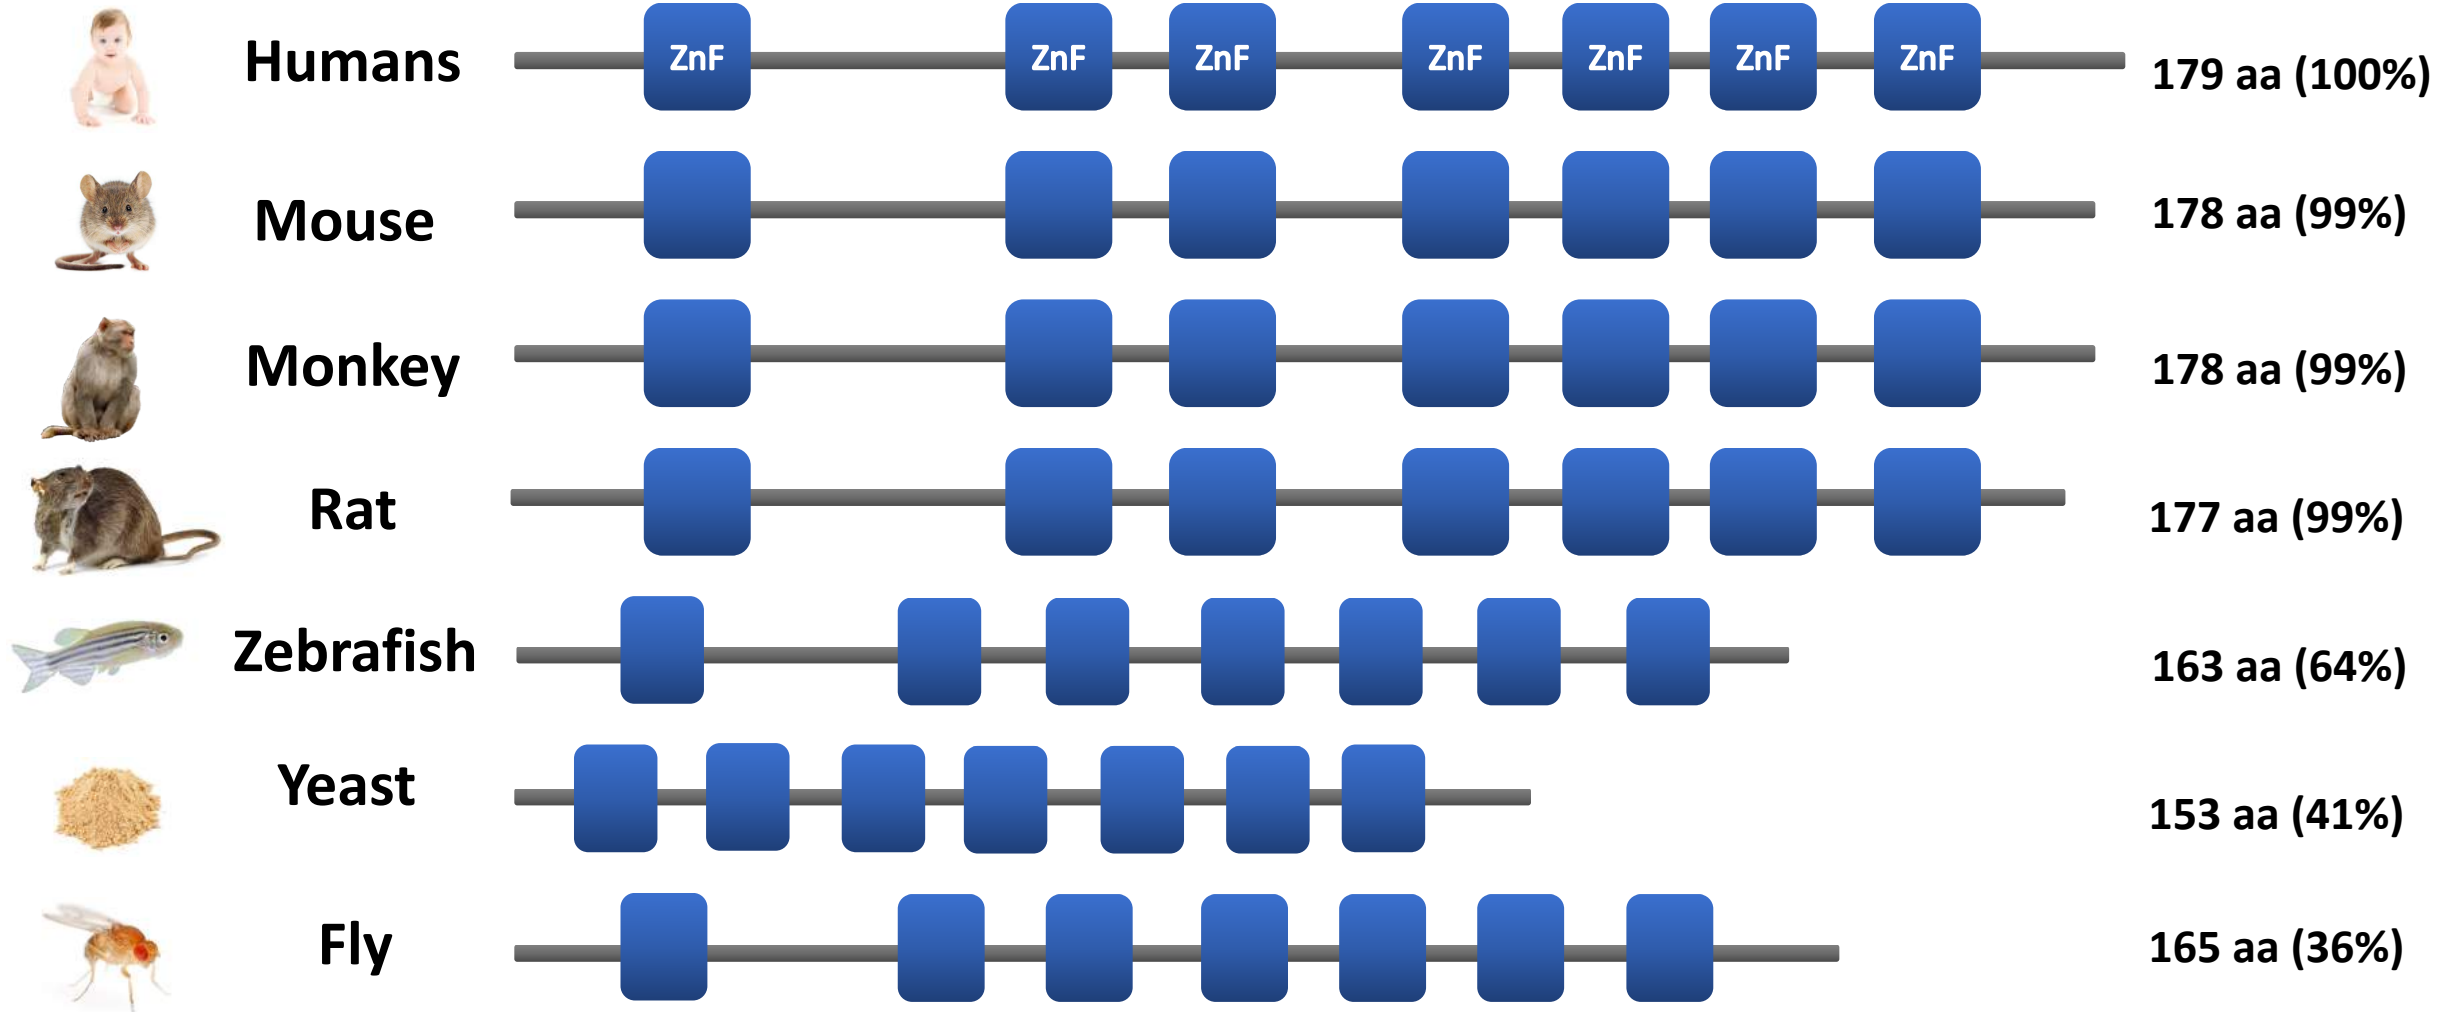 Humans ZnF ZnF ZnF ZnF ZnF ZnF ZnF 179 aa (100%)
Mouse 178 aa (99%)
Monkey 178 aa (99%)
Rat 177 aa (99%)
Zebrafish 163 aa (64%)
Yeast 153 aa (41%)
Fly 165 aa (36%)